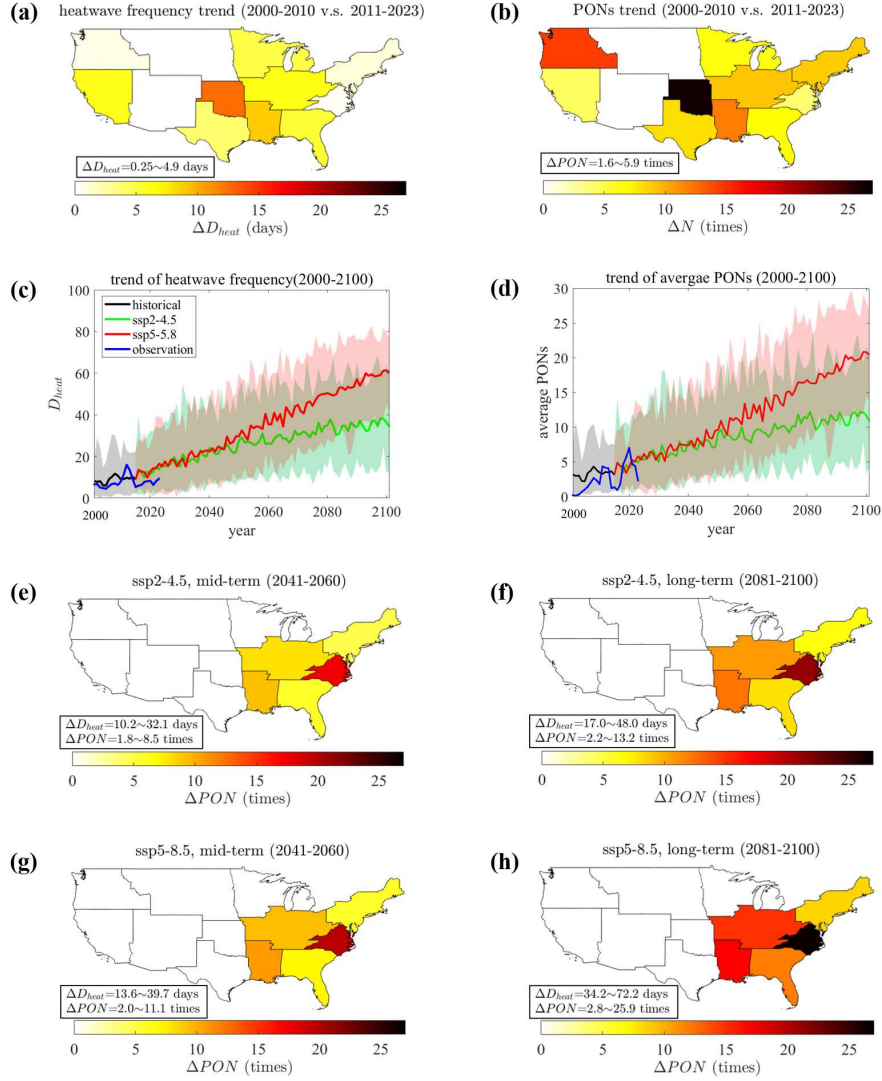 (a) heatwave frequency trend (2000-2010 v.s. 2011-2023)
ΔD_heat=0.25~4.9 days
0 5 10 15 20 25
ΔD_heat (days)
(b) PONs trend (2000-2010 v.s. 2011-2023)
ΔPON=1.6~5.9 times
0 5 10 15 20 25
ΔN (times)
(c) trend of heatwave frequency(2000-2100)
100
80
60
40
20
0
D_heat
historical
ssp2-4.5
ssp5-5.8
observation
2000 2020 2040 2060 2080 2100
year
(d) trend of avergae PONs (2000-2100)
30
25
20
15
10
5
0
average PONs
2000 2020 2040 2060 2080 2100
year
(e) ssp2-4.5, mid-term (2041-2060)
ΔD_heat=10.2~32.1 days
ΔPON=1.8~8.5 times
0 5 10 15 20 25
ΔPON (times)
(f) ssp2-4.5, long-term (2081-2100)
ΔD_heat=17.0~48.0 days
ΔPON=2.2~13.2 times
0 5 10 15 20 25
ΔPON (times)
(g) ssp5-8.5, mid-term (2041-2060)
ΔD_heat=13.6~39.7 days
ΔPON=2.0~11.1 times
0 5 10 15 20 25
ΔPON (times)
(h) ssp5-8.5, long-term (2081-2100)
ΔD_heat=34.2~72.2 days
ΔPON=2.8~25.9 times
0 5 10 15 20 25
ΔPON (times)